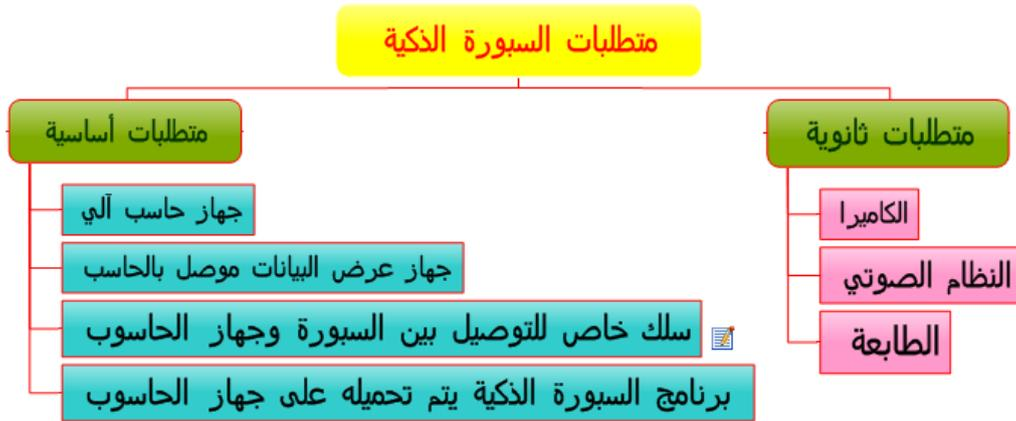 متطلبات السبورة الذكية
متطلبات ثانوية
الكاميرا
النظام الصوتي
الطابعة
متطلبات أساسية
جهاز حاسب آلي
جهاز عرض البيانات موصل بالحاسب
سلك خاص للتوصيل بين السبورة وجهاز الحاسوب
برنامج السبورة الذكية يتم تحميله على جهاز الحاسوب